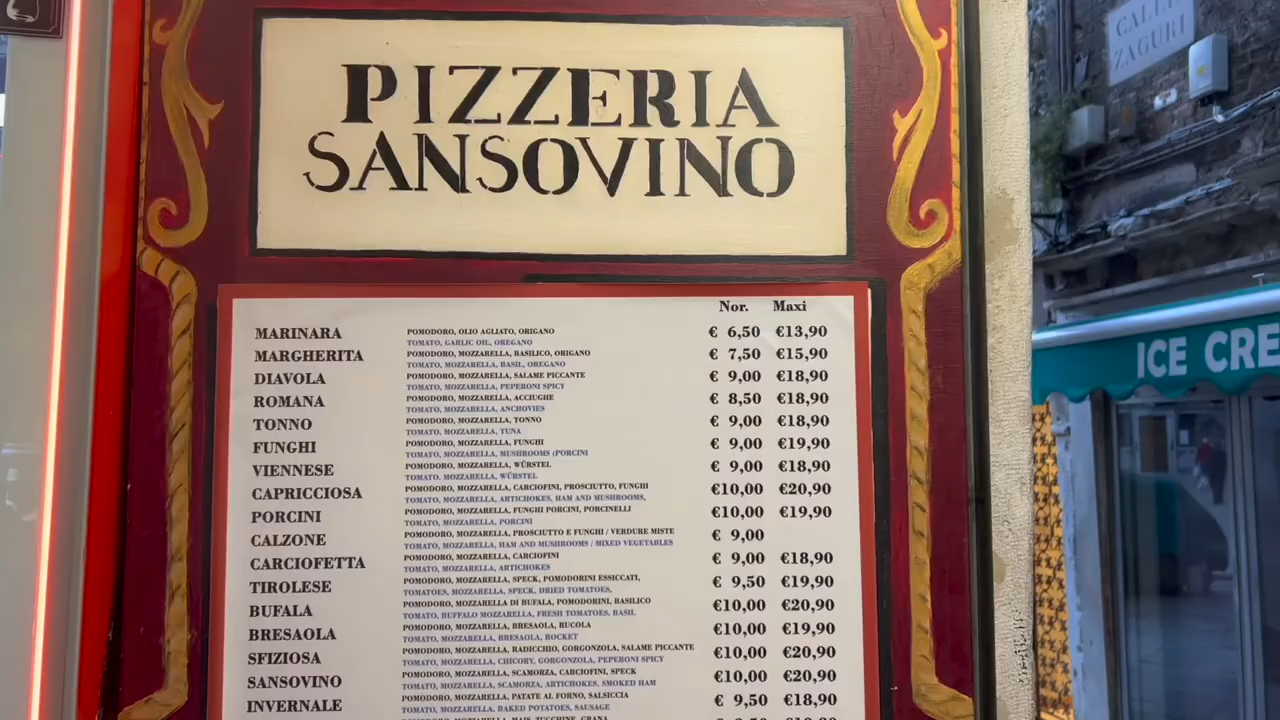 PIZZERIA
SANSOVINO
CALLE
ZAGURI
ICE CRE
Nor. Maxi
MARINARA POMODORO, OLIO AGLIATO, ORIGANO € 6,50 €13,90
TOMATO, GARLIC OIL, OREGANO
MARGHERITA POMODORO, MOZZARELLA, BASILICO, ORIGANO € 7,50 €15,90
TOMATO, MOZZARELLA, BASIL, OREGANO
DIAVOLA POMODORO, MOZZARELLA, SALAME PICCANTE € 9,00 €18,90
TOMATO, MOZZARELLA, PEPERONI SPICY
ROMANA POMODORO, MOZZARELLA, ACCIUGHE € 8,50 €18,90
TOMATO, MOZZARELLA, ANCHOVIES
TONNO POMODORO, MOZZARELLA, TONNO € 9,00 €18,90
TOMATO, MOZZARELLA, TUNA
FUNGHI POMODORO, MOZZARELLA, FUNGHI € 9,00 €19,90
TOMATO, MOZZARELLA, MUSHROOMS (PORCINI
VIENNESE POMODORO, MOZZARELLA, WÜRSTEL € 9,00 €18,90
TOMATO, MOZZARELLA, WÜRSTEL
CAPRICCIOSA POMODORO, MOZZARELLA, CARCIOFINI, PROSCIUTTO, FUNGHI €10,00 €20,90
TOMATO, MOZZARELLA, ARTICHOKES, HAM AND MUSHROOMS,
PORCINI POMODORO, MOZZARELLA, FUNGHI PORCINI, PORCINELLI €10,00 €19,90
TOMATO, MOZZARELLA, PORCINI
CALZONE POMODORO, MOZZARELLA, PROSCIUTTO E FUNGHI / VERDURE MISTE € 9,00
TOMATO, MOZZARELLA, HAM AND MUSHROOMS / MIXED VEGETABLES
CARCIOFETTA POMODORO, MOZZARELLA, CARCIOFINI € 9,00 €18,90
TOMATO, MOZZARELLA, ARTICHOKES
TIROLESE POMODORO, MOZZARELLA, SPECK, POMODORINI ESSICCATI, € 9,50 €19,90
TOMATOES, MOZZARELLA, SPECK, DRIED TOMATOES,
BUFALA POMODORO, MOZZARELLA DI BUFALA, POMODORINI, BASILICO €10,00 €20,90
TOMATO, BUFFALO MOZZARELLA, FRESH TOMATOES, BASIL
BRESAOLA POMODORO, MOZZARELLA, BRESAOLA, RUCOLA €10,00 €19,90
TOMATO, MOZZARELLA, BRESAOLA, ROCKET
SFIZIOSA POMODORO, MOZZARELLA, RADICCHIO, GORGONZOLA, SALAME PICCANTE €10,00 €20,90
TOMATO, MOZZARELLA, CHICORY, GORGONZOLA, PEPERONI SPICY
SANSOVINO POMODORO, MOZZARELLA, SCAMORZA, CARCIOFINI, SPECK €10,00 €20,90
TOMATO, MOZZARELLA, SCAMORZA, ARTICHOKES, SMOKED HAM
INVERNALE POMODORO, MOZZARELLA, PATATE AL FORNO, SALSICCIA € 9,50 €18,90
TOMATO, MOZZARELLA, BAKED POTATOES, SAUSAGE
POMODORO, MOZZARELLA, MAIS, ZUCCHINE, GRANA